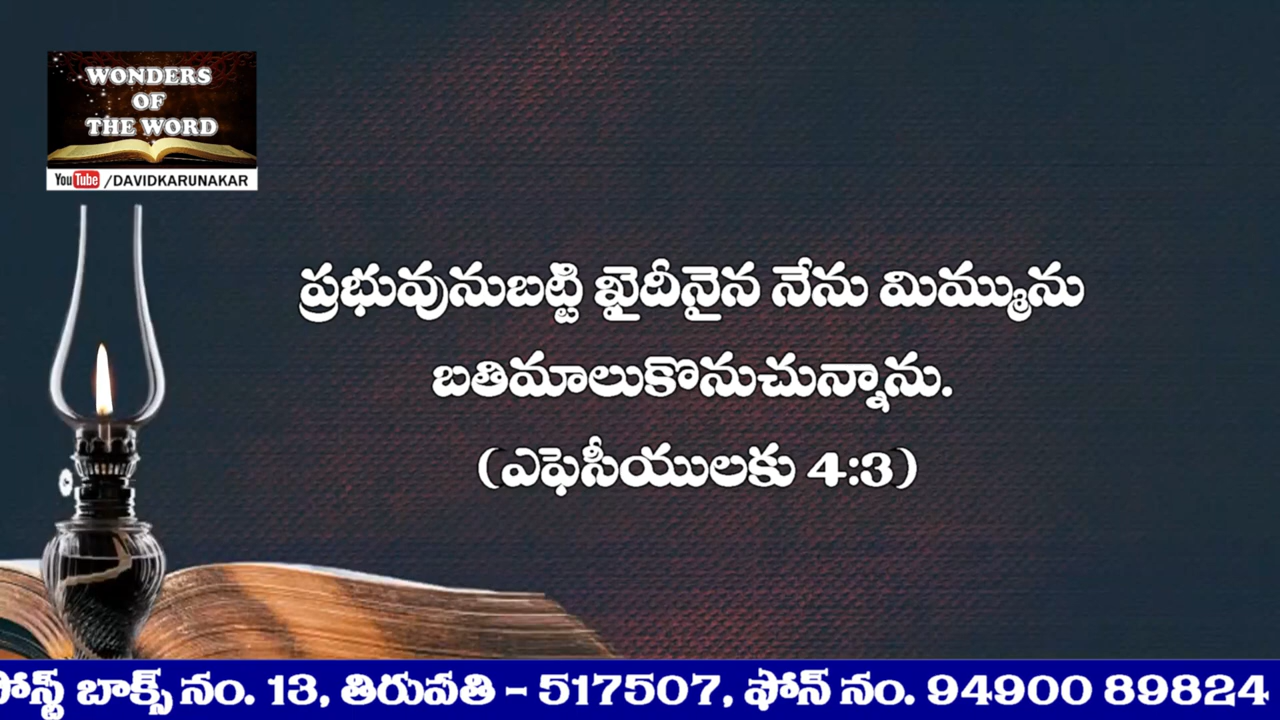 WONDERS
OF
THE WORD
YouTube /DAVIDKARUNAKAR
ప్రభువునుబట్టి ఖైదీనైన నేను మిమ్మును
బతిమాలుకొనుచున్నాను.
(ఎఫెసీయులకు 4:3)
పోస్ట్ బాక్స్ నం. 13, తిరుపతి - 517507, ఫోన్ నం. 94900 89824